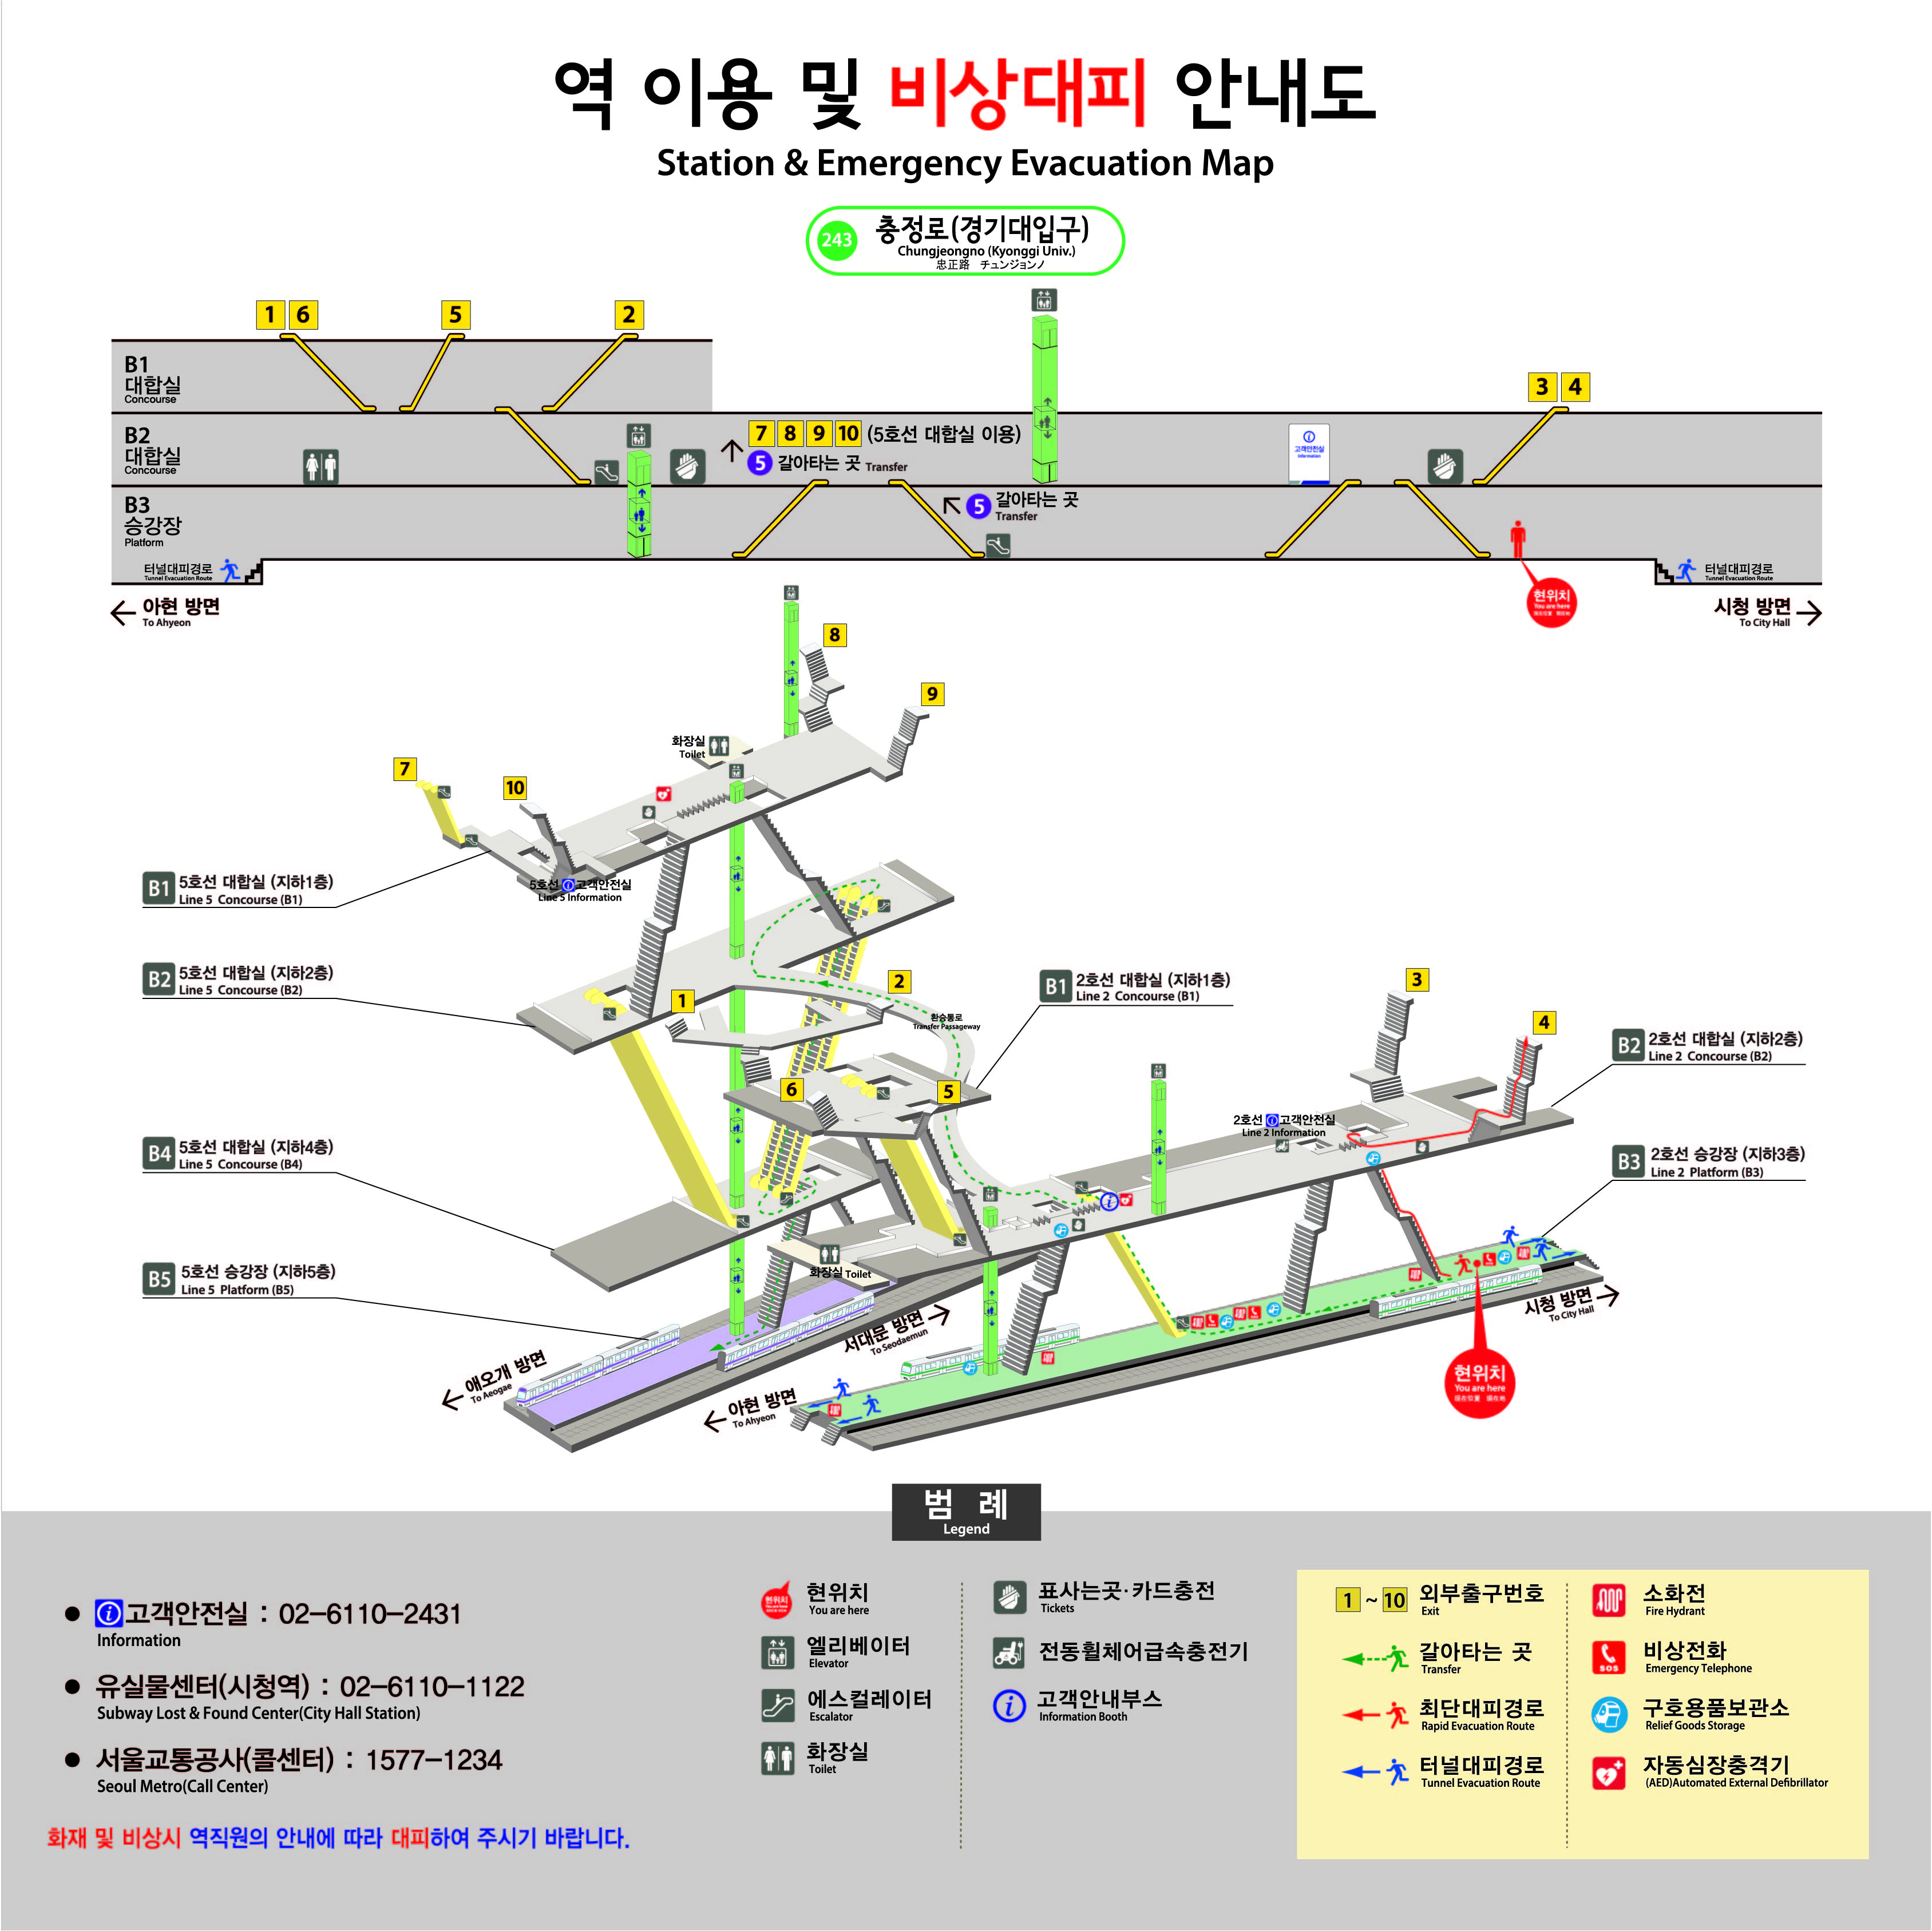 역 이용 및 비상대피 안내도
Station & Emergency Evacuation Map
243
충정로(경기대입구)
Chungjeongno (Kyonggi Univ.)
忠正路 チュンジョンノ
1 6 5 2
B1
대합실
Concourse
3 4
B2
대합실
Concourse
7 8 9 10 (5호선 대합실 이용)
5 갈아타는 곳 Transfer
고객안전실
Information
B3
승강장
Platform
5 갈아타는 곳
Transfer
터널대피경로
Tunnel Evacuation Route
터널대피경로
Tunnel Evacuation Route
현위치
You are here
← 아현 방면
To Ahyeon
시청 방면 →
To City Hall
8
9
화장실
Toilet
7
10
B1 5호선 대합실 (지하1층)
Line 5 Concourse (B1)
5호선 고객안전실
Line 5 Information
B2 5호선 대합실 (지하2층)
Line 5 Concourse (B2)
1
2
환승통로
Transfer Passageway
B1 2호선 대합실 (지하1층)
Line 2 Concourse (B1)
3
4
B2 2호선 대합실 (지하2층)
Line 2 Concourse (B2)
6
5
2호선 고객안전실
Line 2 Information
B4 5호선 대합실 (지하4층)
Line 5 Concourse (B4)
B3 2호선 승강장 (지하3층)
Line 2 Platform (B3)
B5 5호선 승강장 (지하5층)
Line 5 Platform (B5)
화장실 Toilet
서대문 방면 →
To Seodaemun
시청 방면 →
To City Hall
← 애오개 방면
To Aeogae
← 아현 방면
To Ahyeon
현위치
You are here
범 례
Legend
● 고객안전실 : 02-6110-2431
Information
● 유실물센터(시청역) : 02-6110-1122
Subway Lost & Found Center(City Hall Station)
● 서울교통공사(콜센터) : 1577-1234
Seoul Metro(Call Center)
화재 및 비상시 역직원의 안내에 따라 대피하여 주시기 바랍니다.
현위치
You are here
현위치
You are here
엘리베이터
Elevator
에스컬레이터
Escalator
화장실
Toilet
표사는곳·카드충전
Tickets
전동휠체어급속충전기
고객안내부스
Information Booth
1 ~ 10 외부출구번호
Exit
갈아타는 곳
Transfer
최단대피경로
Rapid Evacuation Route
터널대피경로
Tunnel Evacuation Route
소화전
Fire Hydrant
SOS
비상전화
Emergency Telephone
구호용품보관소
Relief Goods Storage
자동심장충격기
(AED)Automated External Defibrillator